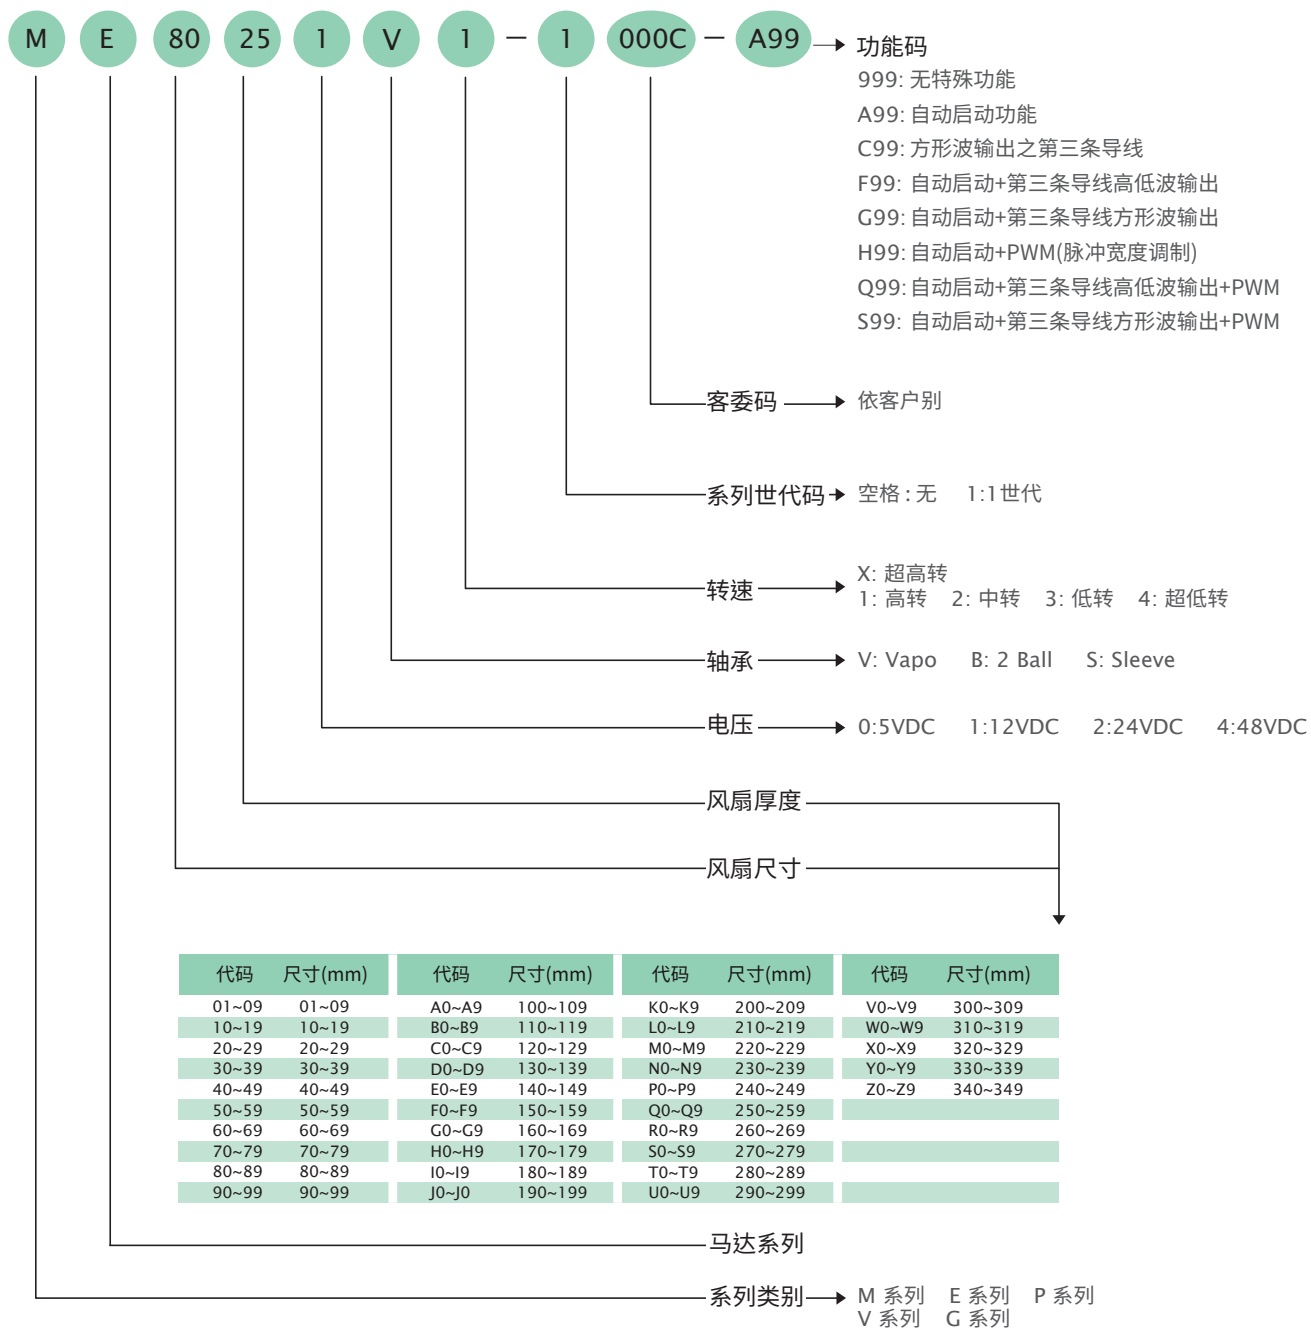 M E 80 25 1 V 1 - 1 000C - A99
功能码
999: 无特殊功能
A99: 自动启动功能
C99: 方形波输出之第三条导线
F99: 自动启动+第三条导线高低波输出
G99: 自动启动+第三条导线方形波输出
H99: 自动启动+PWM(脉冲宽度调制)
Q99: 自动启动+第三条导线高低波输出+PWM
S99: 自动启动+第三条导线方形波输出+PWM
客委码 依客户别
系列世代码 空格 : 无 1:1世代
转速 X: 超高转
1: 高转 2: 中转 3: 低转 4: 超低转
轴承 V: Vapo B: 2 Ball S: Sleeve
电压 0:5VDC 1:12VDC 2:24VDC 4:48VDC
风扇厚度
风扇尺寸
代码 尺寸(mm) 代码 尺寸(mm) 代码 尺寸(mm) 代码 尺寸(mm)
01~09 01~09 A0~A9 100~109 K0~K9 200~209 V0~V9 300~309
10~19 10~19 B0~B9 110~119 L0~L9 210~219 W0~W9 310~319
20~29 20~29 C0~C9 120~129 M0~M9 220~229 X0~X9 320~329
30~39 30~39 D0~D9 130~139 N0~N9 230~239 Y0~Y9 330~339
40~49 40~49 E0~E9 140~149 P0~P9 240~249 Z0~Z9 340~349
50~59 50~59 F0~F9 150~159 Q0~Q9 250~259
60~69 60~69 G0~G9 160~169 R0~R9 260~269
70~79 70~79 H0~H9 170~179 S0~S9 270~279
80~89 80~89 I0~I9 180~189 T0~T9 280~289
90~99 90~99 J0~J0 190~199 U0~U9 290~299
马达系列
系列类别 M 系列 E 系列 P 系列
V 系列 G 系列